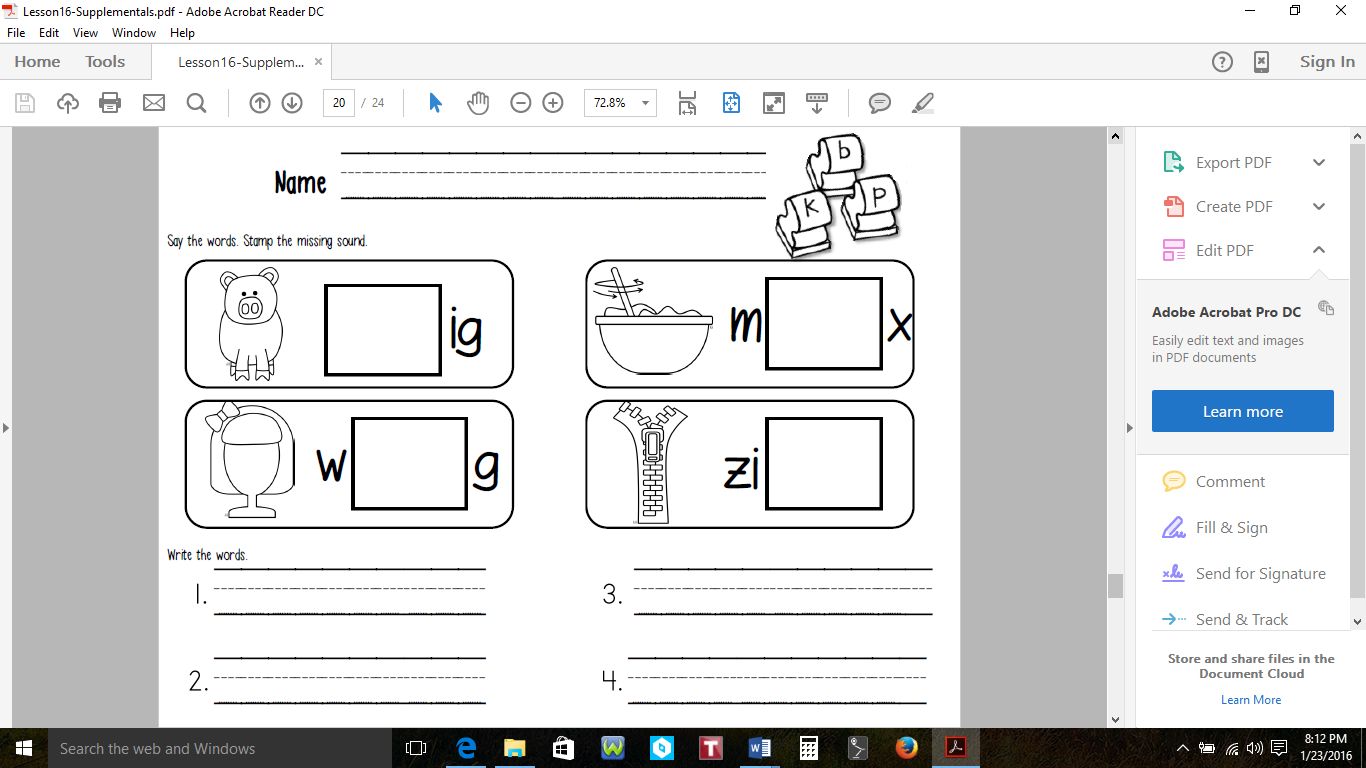 Lesson16-Supplementals.pdf - Adobe Acrobat Reader DC
File Edit View Window Help
Home Tools Lesson16-Supplem... × ? Sign In
20 / 24 72.8%
Name
b
K P
Say the words. Stamp the missing sound.
ig
m x
w g
zi
Write the words.
1.
3.
2.
4.
Export PDF
Create PDF
Edit PDF
Adobe Acrobat Pro DC
Easily edit text and images
in PDF documents
Learn more
Comment
Fill & Sign
Send for Signature
Send & Track
Store and share files in the
Document Cloud
Learn More
Search the web and Windows
8:12 PM
1/23/2016